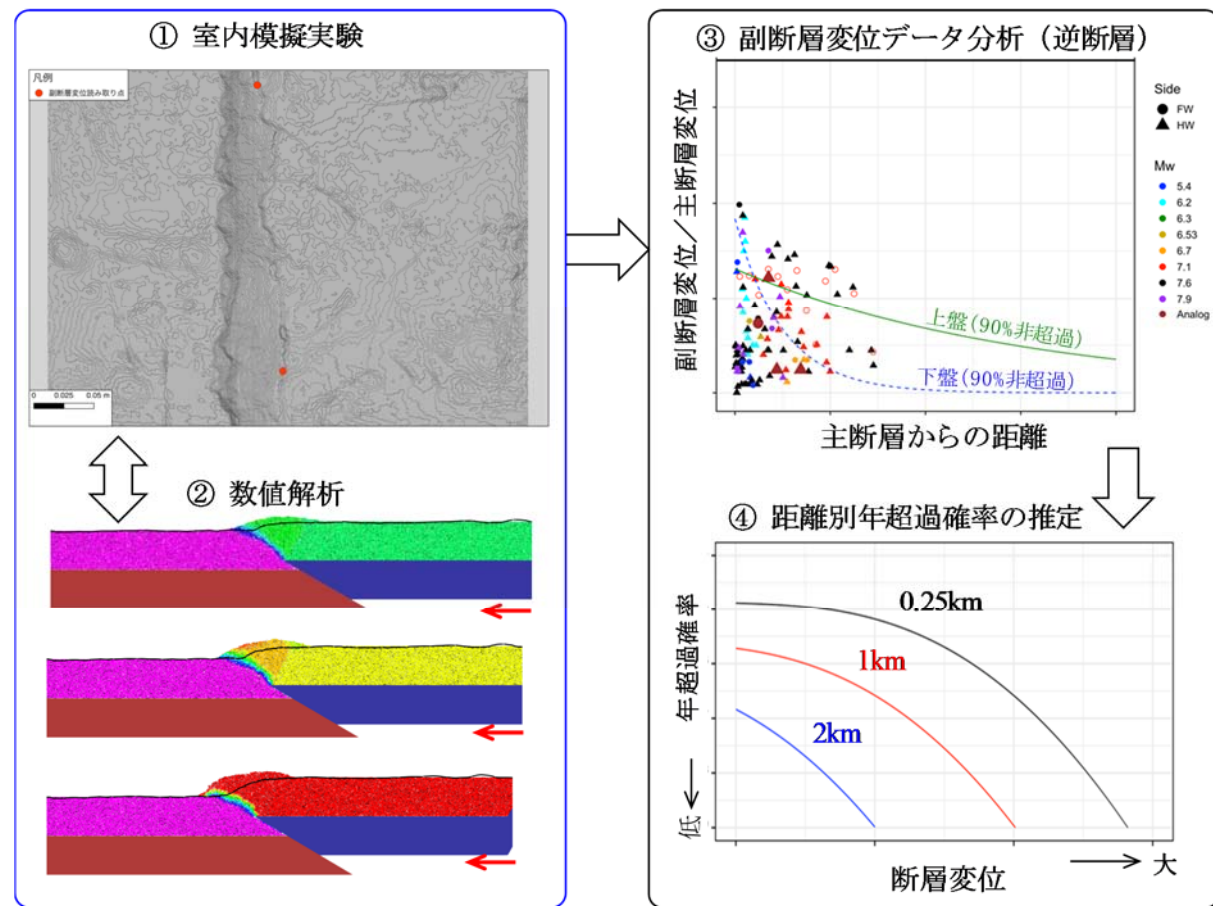 ① 室内模擬実験
凡例
副断層変位読み取り点
0 0.025 0.05 m
② 数値解析
③ 副断層変位データ分析（逆断層）
副断層変位／主断層変位
Side
FW
HW
Mw
5.4
6.2
6.3
6.53
6.7
7.1
7.6
7.9
Analog
上盤(90%非超過)
下盤(90%非超過)
主断層からの距離
④ 距離別年超過確率の推定
年超過確率
低
0.25km
1km
2km
断層変位
大